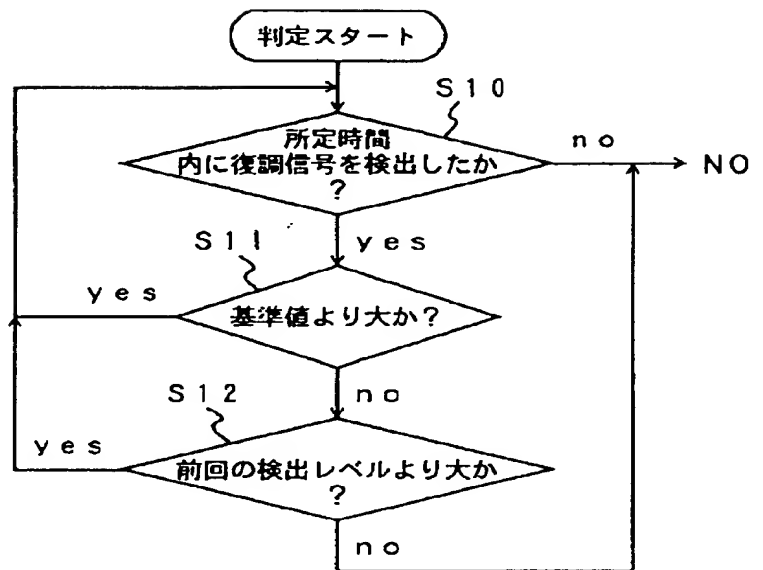 判定スタート
S10
所定時間
内に復調信号を検出したか
?
no
NO
yes
S11
yes
基準値より大か?
no
S12
yes
前回の検出レベルより大か
?
no